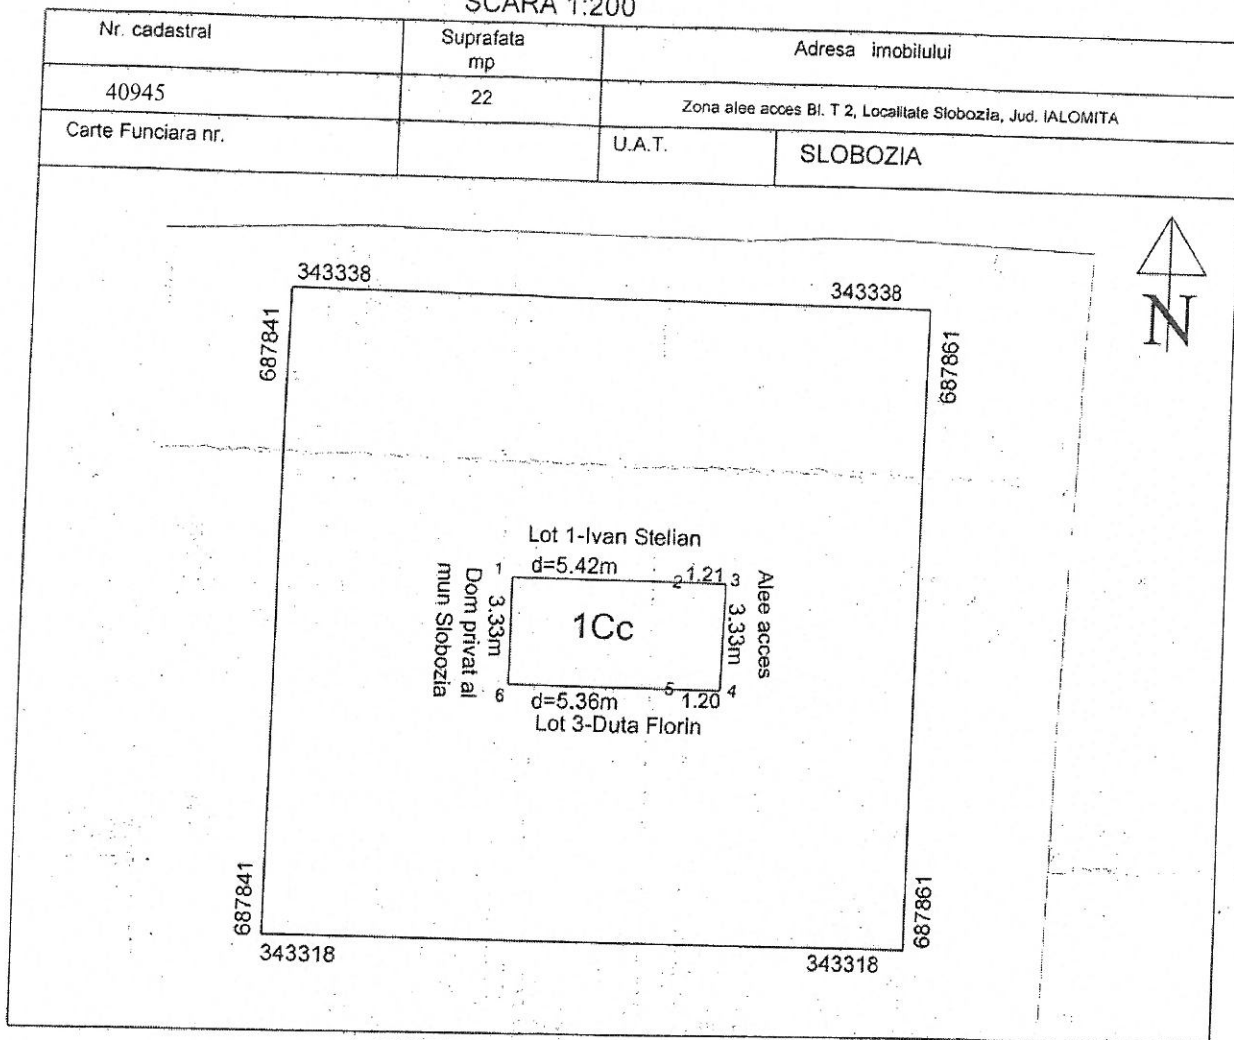 SCARA 1:200
Nr. cadastral
Suprafata
mp
Adresa imobilului
40945
22
Zona alee acces Bl. T 2, Localitate Slobozia, Jud. IALOMITA
Carte Funciara nr.
U.A.T.
SLOBOZIA
N
343338
343338
687841
687861
Lot 1-Ivan Stelian
1
d=5.42m
2
1.21
3
Dom privat al
mun Slobozia
3.33m
1Cc
3.33m
Alee acces
6
d=5.36m
5
1.20
4
Lot 3-Duta Florin
687841
687861
343318
343318